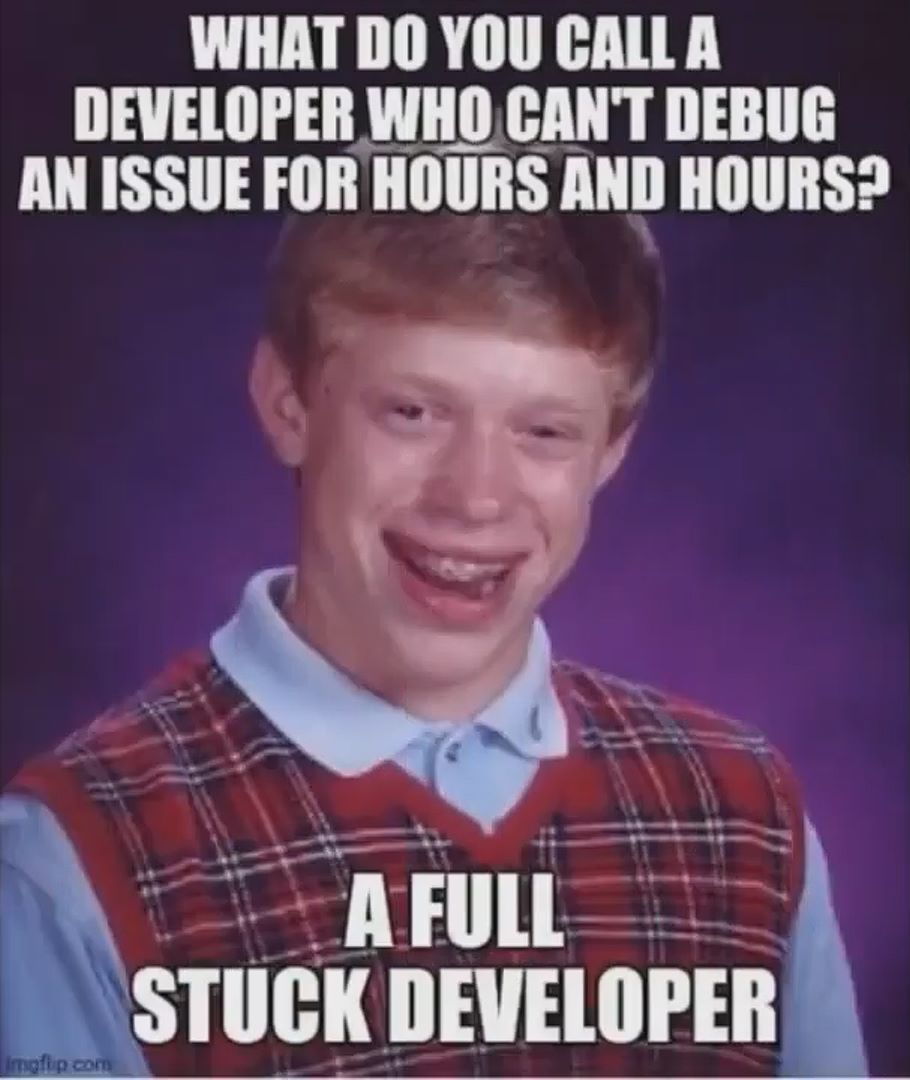 WHAT DO YOU CALL A
DEVELOPER WHO CAN'T DEBUG
AN ISSUE FOR HOURS AND HOURS?
A FULL
STUCK DEVELOPER
imgflip.com